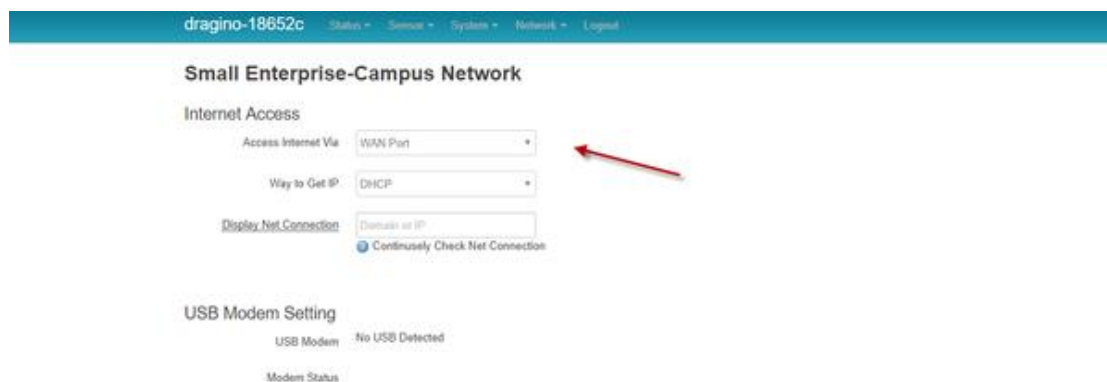 dragino-18652c Status Sensor System Network Logout
Small Enterprise-Campus Network
Internet Access
Access Internet Via WAN Port
Way to Get IP DHCP
Display Net Connection Domain or IP
Continusely Check Net Connection
USB Modem Setting
USB Modem No USB Detected
Modem Status